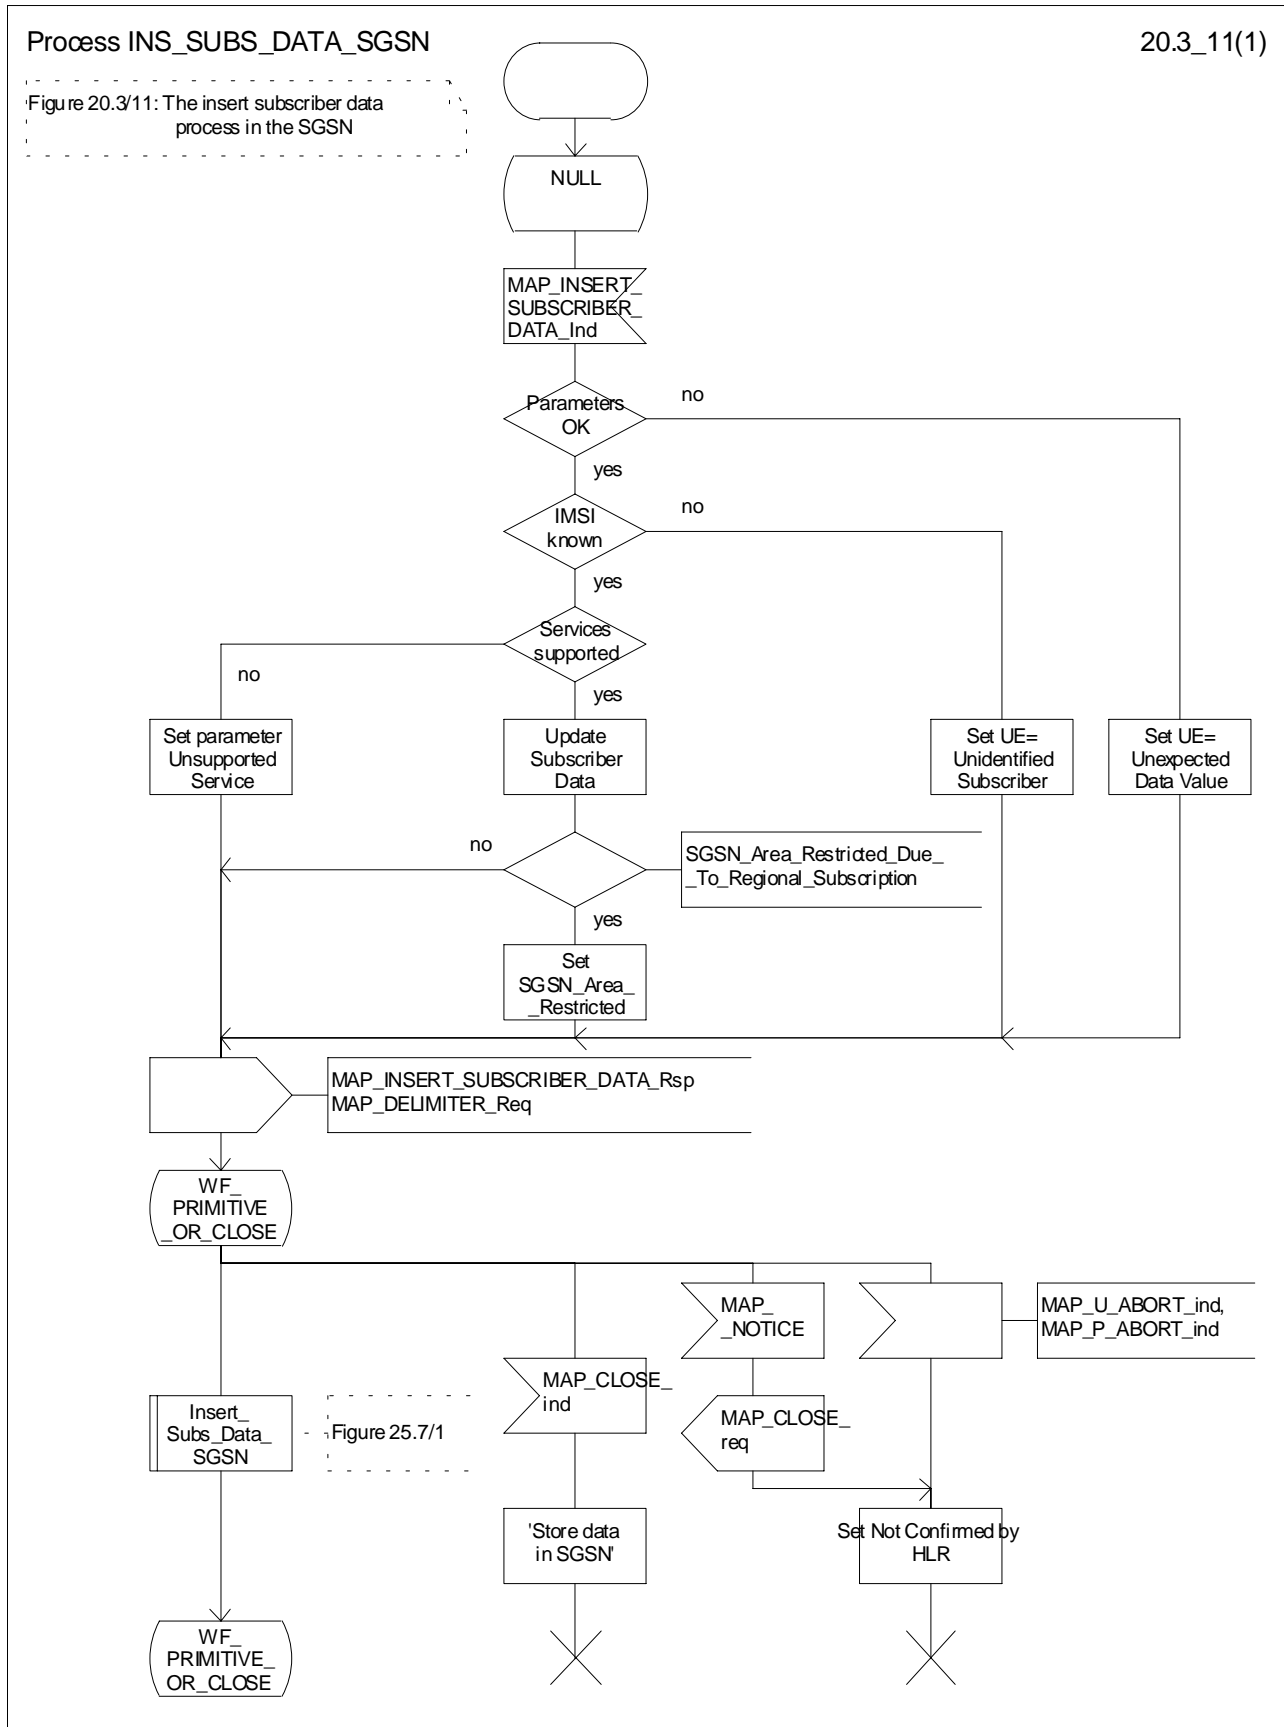 Process INS_SUBS_DATA_SGSN
20.3_11(1)
Figure 20.3/11: The insert subscriber data
process in the SGSN
NULL
MAP_INSERT_
SUBSCRIBER_
DATA_Ind
Parameters
OK
no
yes
IMSI
known
no
yes
Services
supported
no
yes
Set parameter
Unsupported
Service
Update
Subscriber
Data
Set UE=
Unidentified
Subscriber
Set UE=
Unexpected
Data Value
no
SGSN_Area_Restricted_Due_
_To_Regional_Subscription
yes
Set
SGSN_Area_
_Restricted
MAP_INSERT_SUBSCRIBER_DATA_Rsp
MAP_DELIMITER_Req
WF_
PRIMITIVE
_OR_CLOSE
MAP_
_NOTICE
MAP_U_ABORT_ind,
MAP_P_ABORT_ind
MAP_CLOSE_
ind
Insert_
Subs_Data_
SGSN
Figure 25.7/1
MAP_CLOSE_
req
'Store data
in SGSN'
Set Not Confirmed by
HLR
WF_
PRIMITIVE_
OR_CLOSE